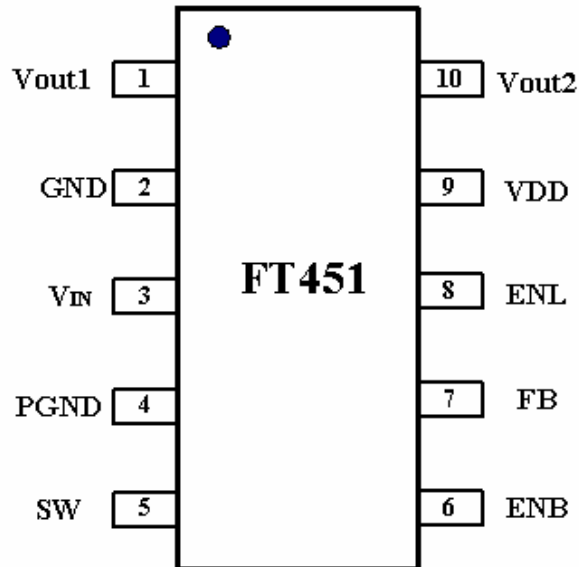 Vout1 1 10 Vout2
GND 2 9 VDD
VIN 3 FT451 8 ENL
PGND 4 7 FB
SW 5 6 ENB